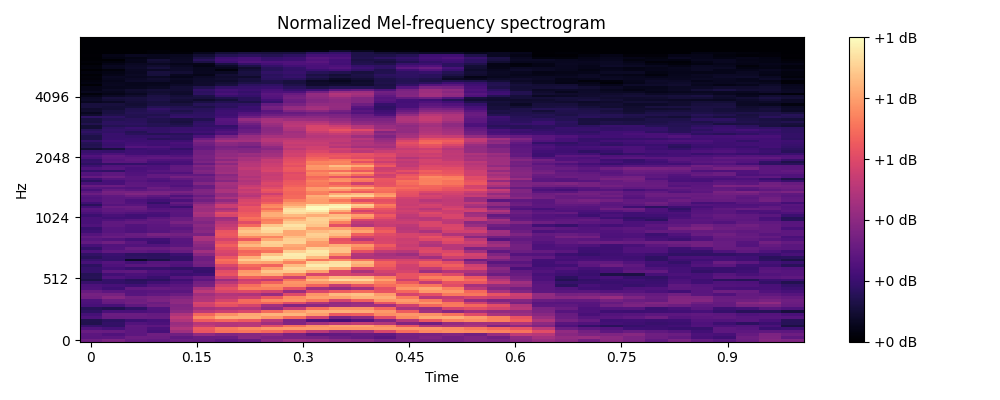 Normalized Mel-frequency spectrogram
Hz
4096
2048
1024
512
0
0 0.15 0.3 0.45 0.6 0.75 0.9
Time
+1 dB
+1 dB
+1 dB
+0 dB
+0 dB
+0 dB